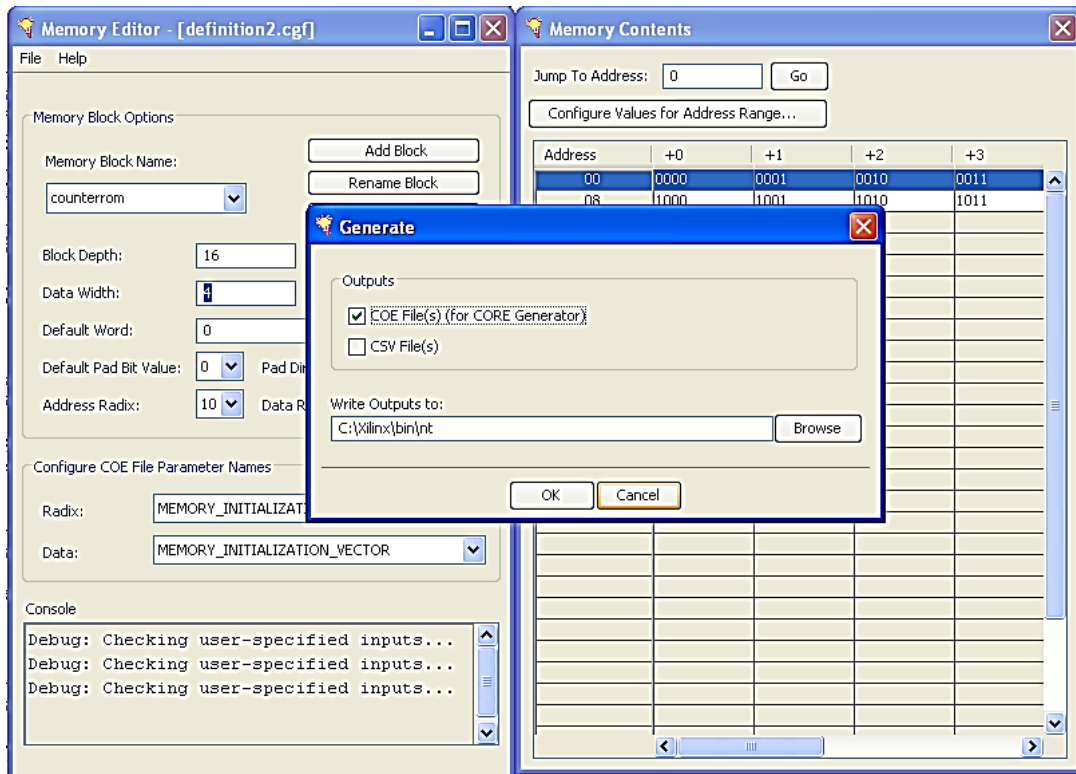 Memory Editor - [definition2.cgf]
File Help
Memory Block Options
Memory Block Name:
counterrom
Add Block
Rename Block
Block Depth:
16
Data Width:
4
Default Word:
0
Default Pad Bit Value:
0
Pad Di
Address Radix:
10
Data R
Configure COE File Parameter Names
Radix:
MEMORY_INITIALIZATI
Data:
MEMORY_INITIALIZATION_VECTOR
Console
Debug: Checking user-specified inputs...
Debug: Checking user-specified inputs...
Debug: Checking user-specified inputs...
Memory Contents
Jump To Address:
0
Go
Configure Values for Address Range...
Address +0 +1 +2 +3
00 0000 0001 0010 0011
08 1000 1001 1010 1011
Generate
Outputs
COE File(s) (for CORE Generator)
CSV File(s)
Write Outputs to:
C:\Xilinx\bin\nt
Browse
OK
Cancel